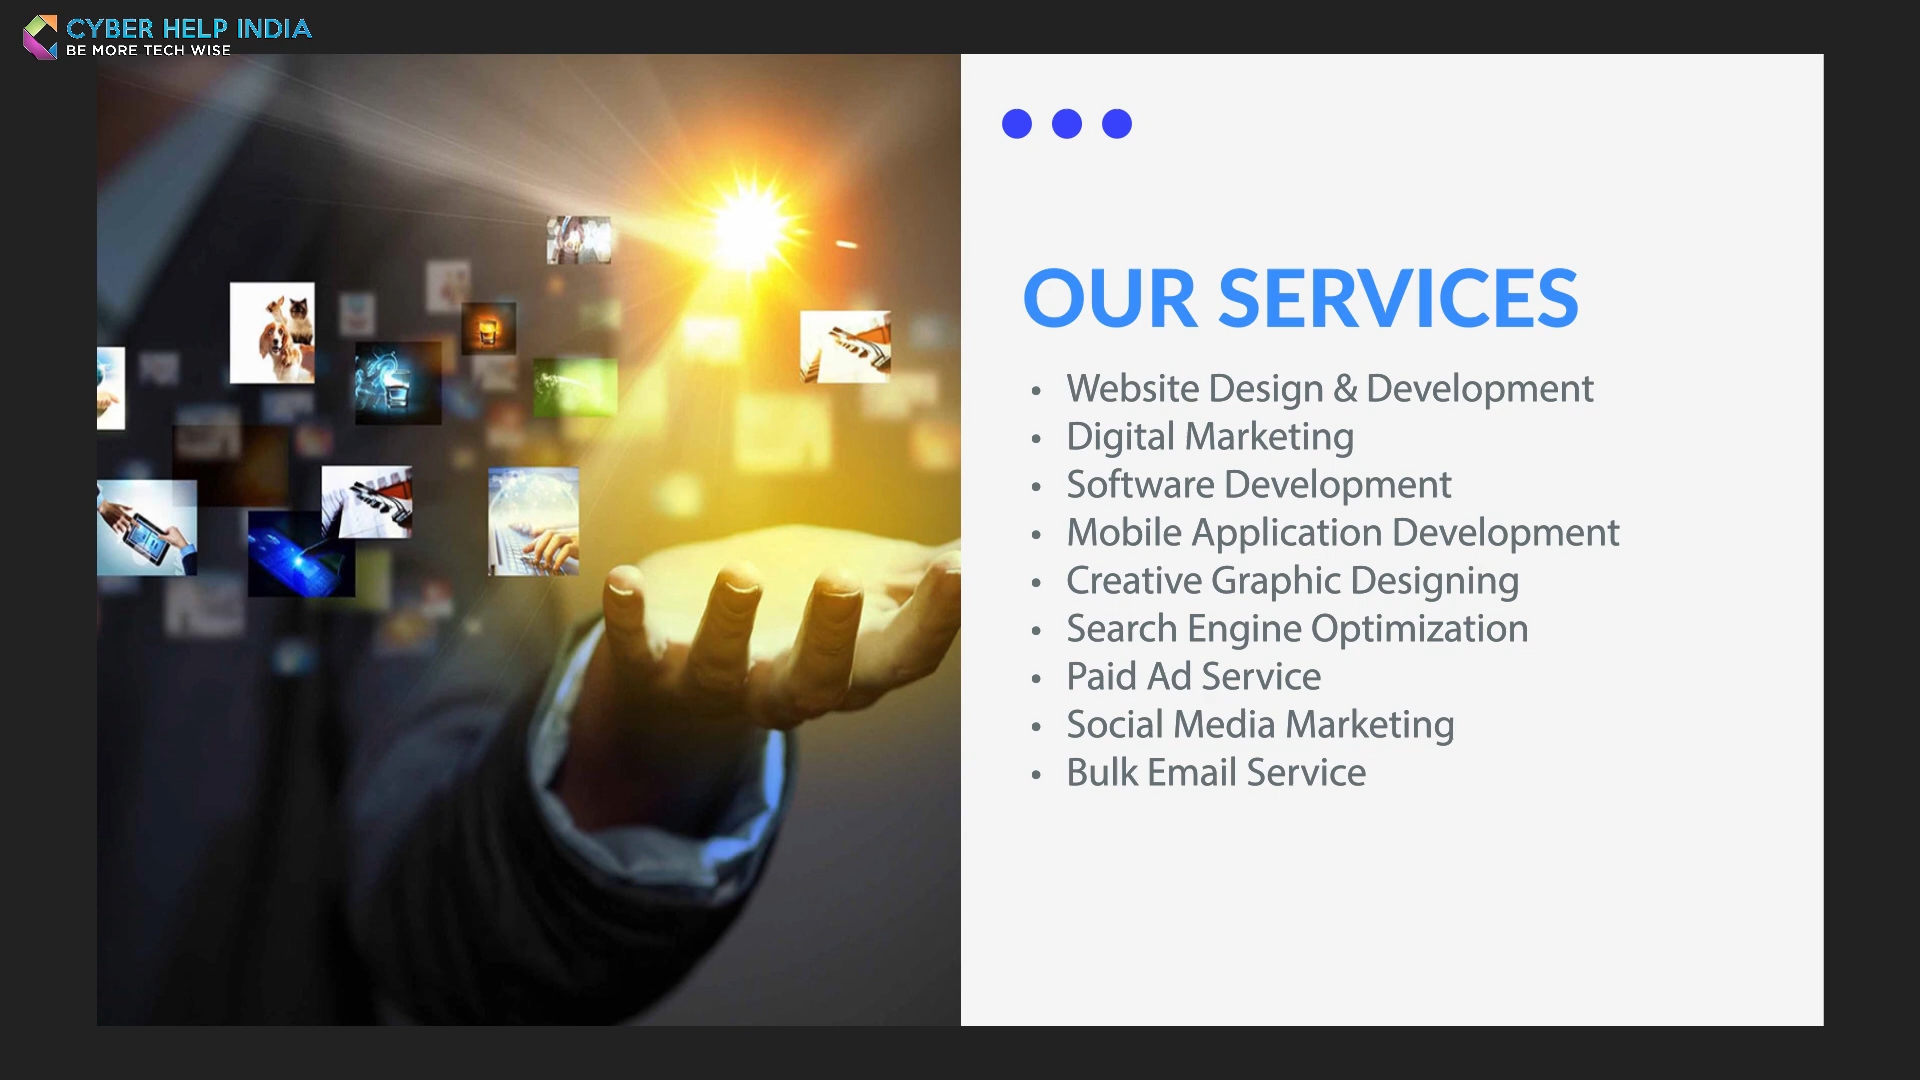 CYBER HELP INDIA
BE MORE TECH WISE
OUR SERVICES
• Website Design & Development
• Digital Marketing
• Software Development
• Mobile Application Development
• Creative Graphic Designing
• Search Engine Optimization
• Paid Ad Service
• Social Media Marketing
• Bulk Email Service